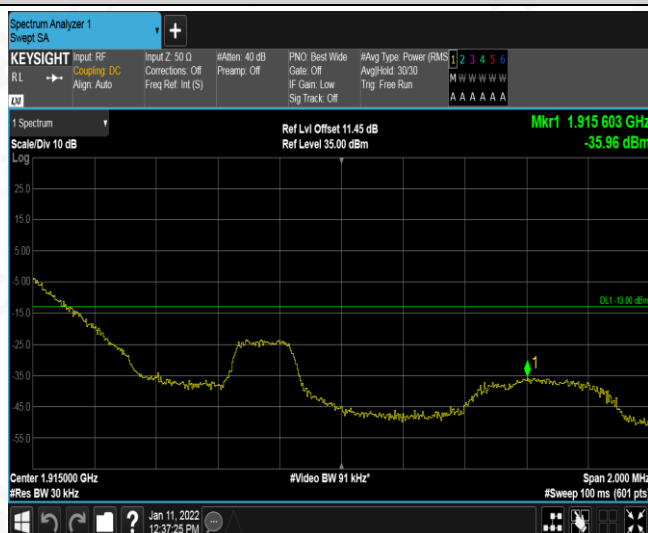 Spectrum Analyzer 1
Swept SA
+
KEYSIGHT
RL
Input: RF
Coupling: DC
Align: Auto
Input Z: 50 Ω
Corrections: Off
Freq Ref: Int (S)
#Atten: 40 dB
Preamp: Off
PNO: Best Wide
Gate: Off
IF Gain: Low
Sig Track: Off
#Avg Type: Power (RMS
Avg|Hold: 30/30
Trig: Free Run
1 2 3 4 5 6
M W W W W W
A A A A A A
1 Spectrum
Scale/Div 10 dB
Ref Lvl Offset 11.45 dB
Ref Level 35.00 dBm
Mkr1 1.915 603 GHz
-35.96 dBm
Log
25.0
15.0
5.00
-5.00
DL1 -13.00 dBm
-15.0
-25.0
-35.0
1
-45.0
-55.0
Center 1.915000 GHz
#Res BW 30 kHz
#Video BW 91 kHz*
Span 2.000 MHz
#Sweep 100 ms (601 pts)
?
Jan 11, 2022
12:37:25 PM